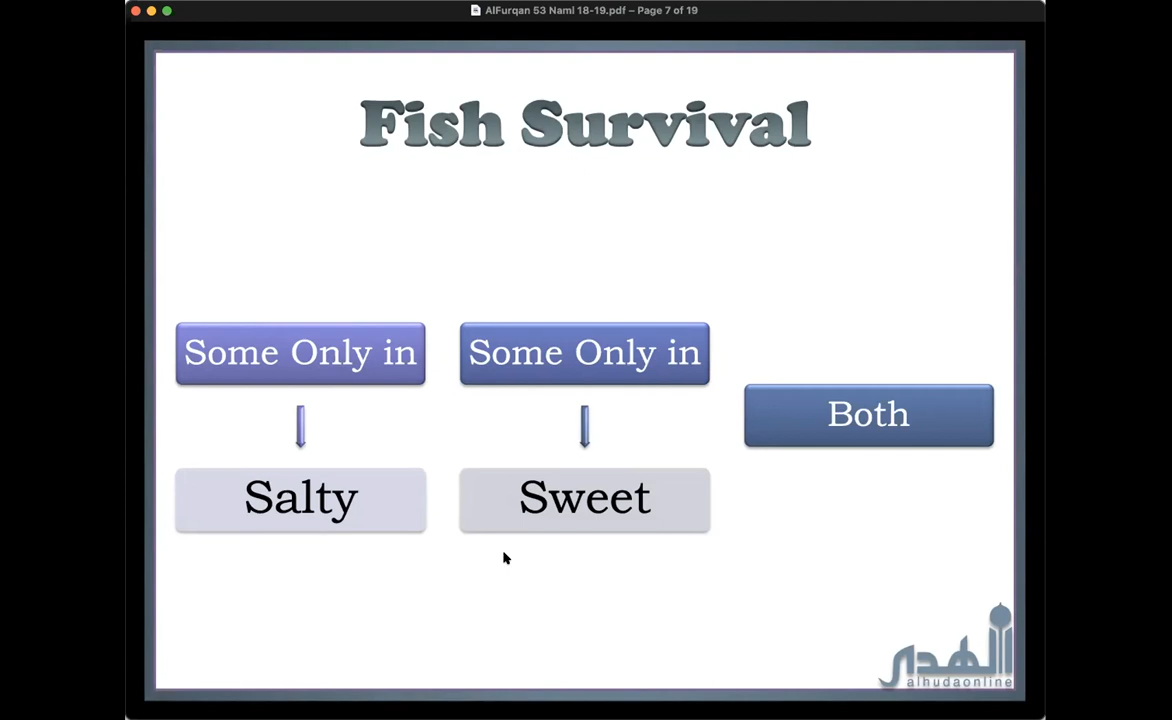 AlFurqan 53 Naml 18-19.pdf – Page 7 of 19
Fish Survival
Some Only in
Salty
Some Only in
Sweet
Both
الهدى
alhudaonline